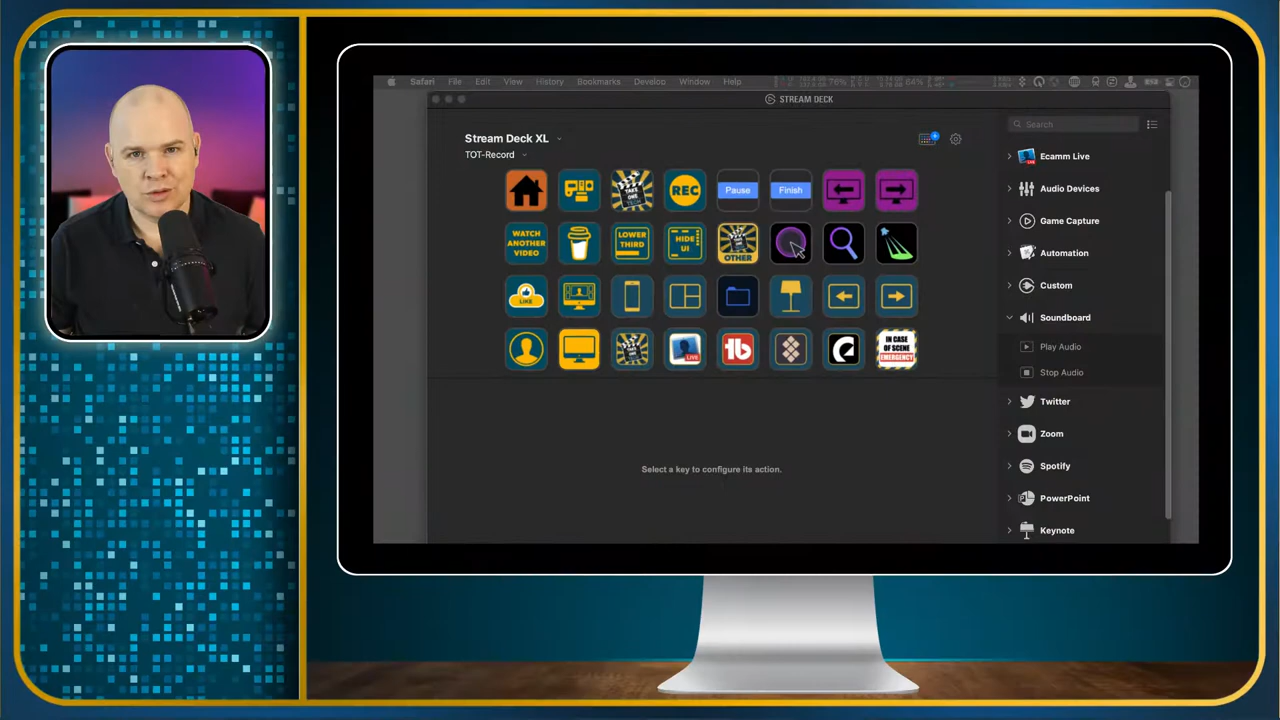 Safari File Edit View History Bookmarks Develop Window Help
STREAM DECK
Stream Deck XL
TOT-Record
REC
Pause
Finish
WATCH
ANOTHER
VIDEO
LOWER
THIRD
HIDE
UI
OTHER
LIKE
LIVE
tb
IN CASE
OF SCENE
EMERGENCY
Select a key to configure its action.
Search
Ecamm Live
Audio Devices
Game Capture
Automation
Custom
Soundboard
Play Audio
Stop Audio
Twitter
Zoom
Spotify
PowerPoint
Keynote